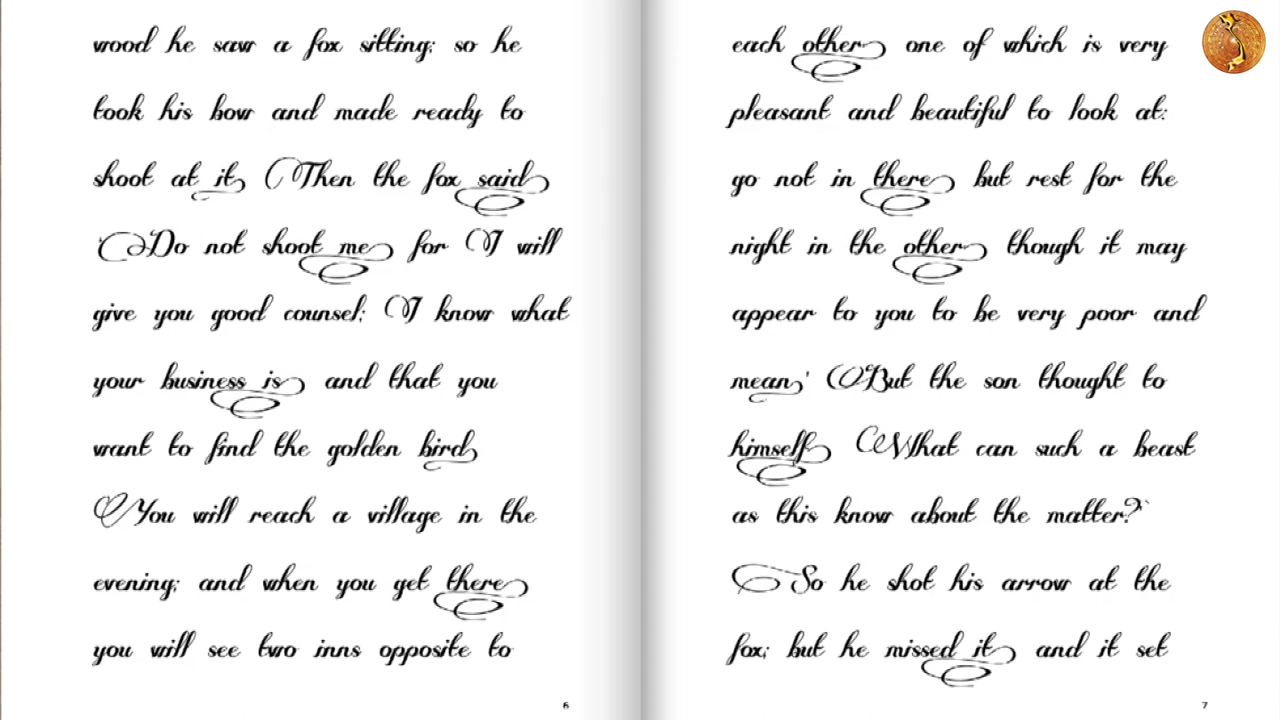 wood he saw a fox sitting; so he
took his bow and made ready to
shoot at it, Then the fox said,
'Do not shoot me, for I will
give you good counsel; I know what
your business is, and that you
want to find the golden bird,
You will reach a village in the
evening; and when you get there,
you will see two inns opposite to
6
each other, one of which is very
pleasant and beautiful to look at:
go not in there, but rest for the
night in the other, though it may
appear to you to be very poor and
mean,' But the son thought to
himself, 'What can such a beast
as this know about the matter?'
So he shot his arrow at the
fox; but he missed it, and it set
7